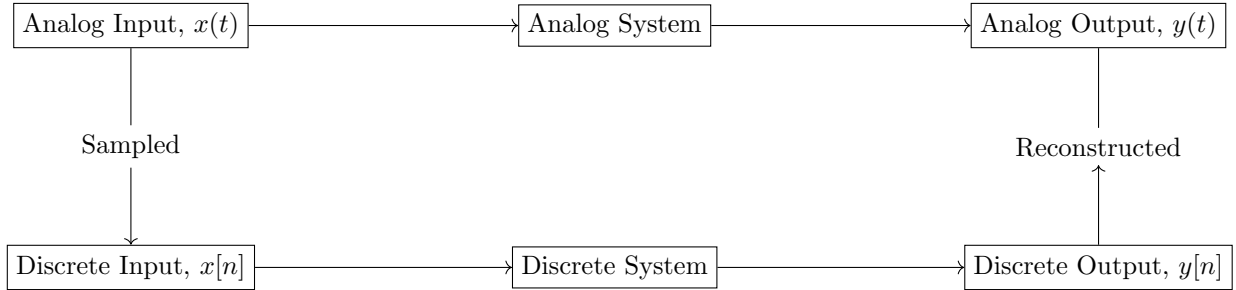 Analog Input, x(t)
Analog System
Analog Output, y(t)
Sampled
Reconstructed
Discrete Input, x[n]
Discrete System
Discrete Output, y[n]